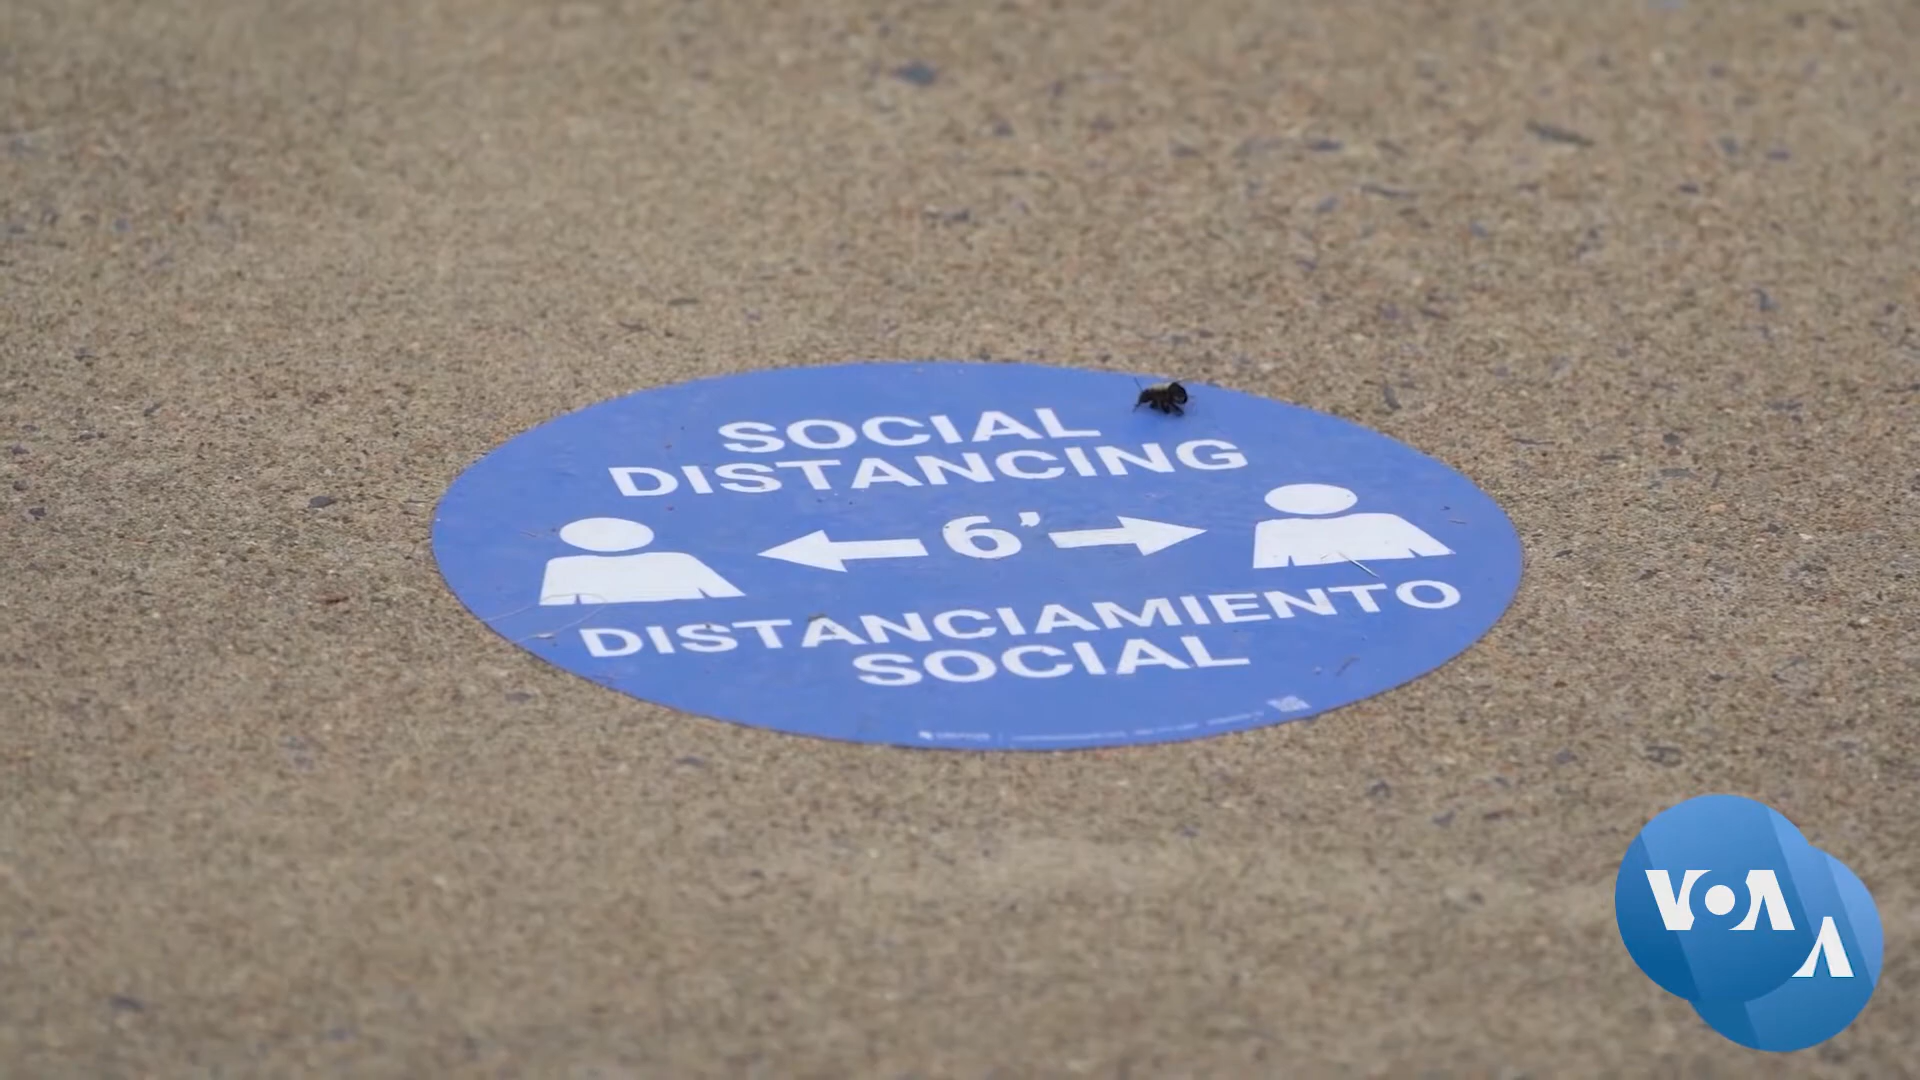 SOCIAL
DISTANCING
6'
DISTANCIAMIENTO
SOCIAL
VOA